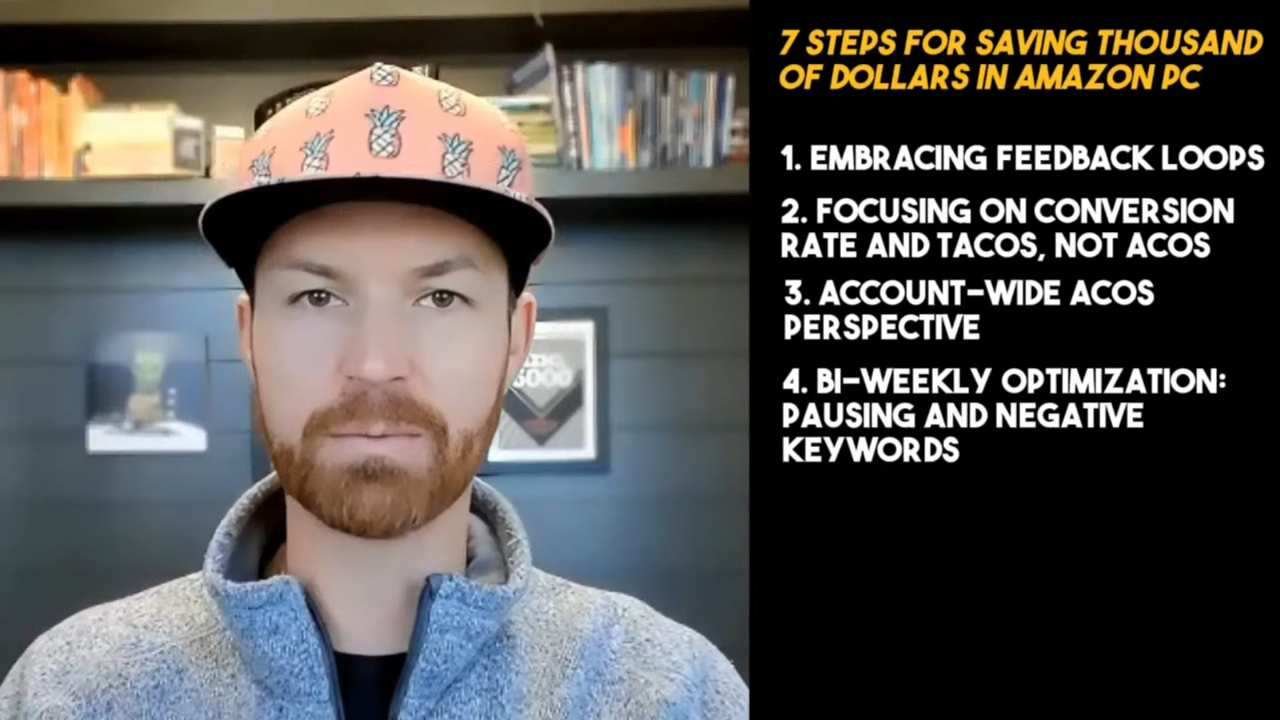 7 STEPS FOR SAVING THOUSAND
OF DOLLARS IN AMAZON PC
1. EMBRACING FEEDBACK LOOPS
2. FOCUSING ON CONVERSION
RATE AND TACOS, NOT ACOS
3. ACCOUNT-WIDE ACOS
PERSPECTIVE
4. BI-WEEKLY OPTIMIZATION:
PAUSING AND NEGATIVE
KEYWORDS
5000